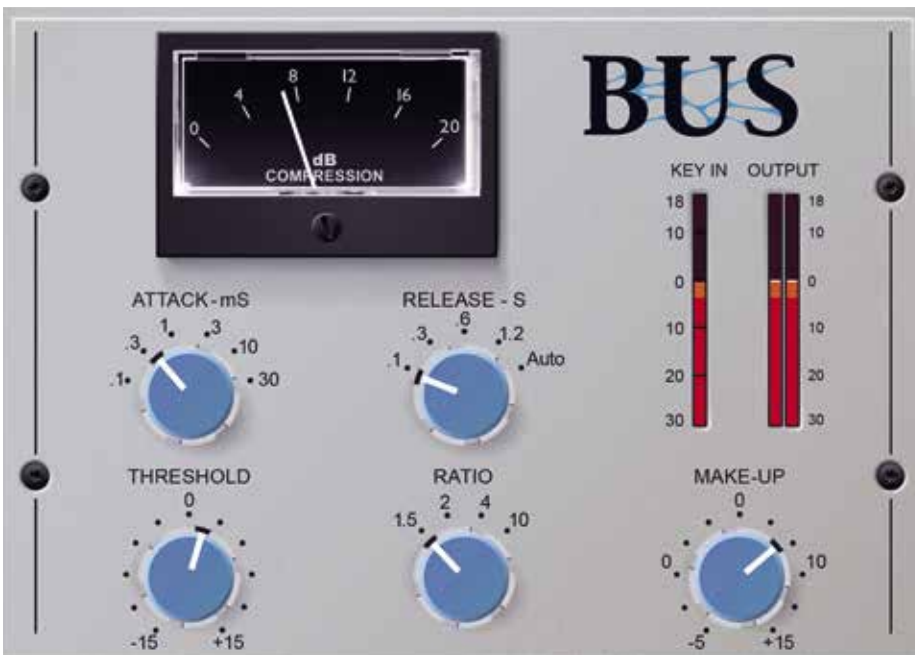 BUS
0 4 8 12 16 20
dB
COMPRESSION
KEY IN OUTPUT
18 18
10 10
0 0
10 10
20 20
30 30
ATTACK-mS
.1 .3 1 3 10 30
RELEASE - S
.1 .3 .6 1.2 Auto
THRESHOLD
0
-15 +15
RATIO
1.5 2 4 10
MAKE-UP
0
0 10
-5 +15